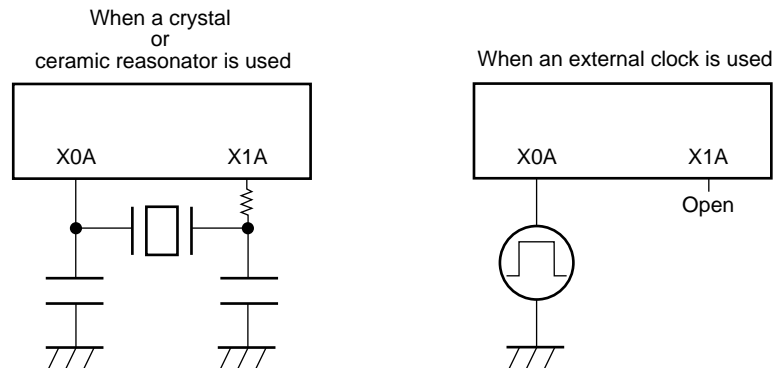 When a crystal
or
ceramic reasonator is used
X0A
X1A
When an external clock is used
X0A
X1A
Open